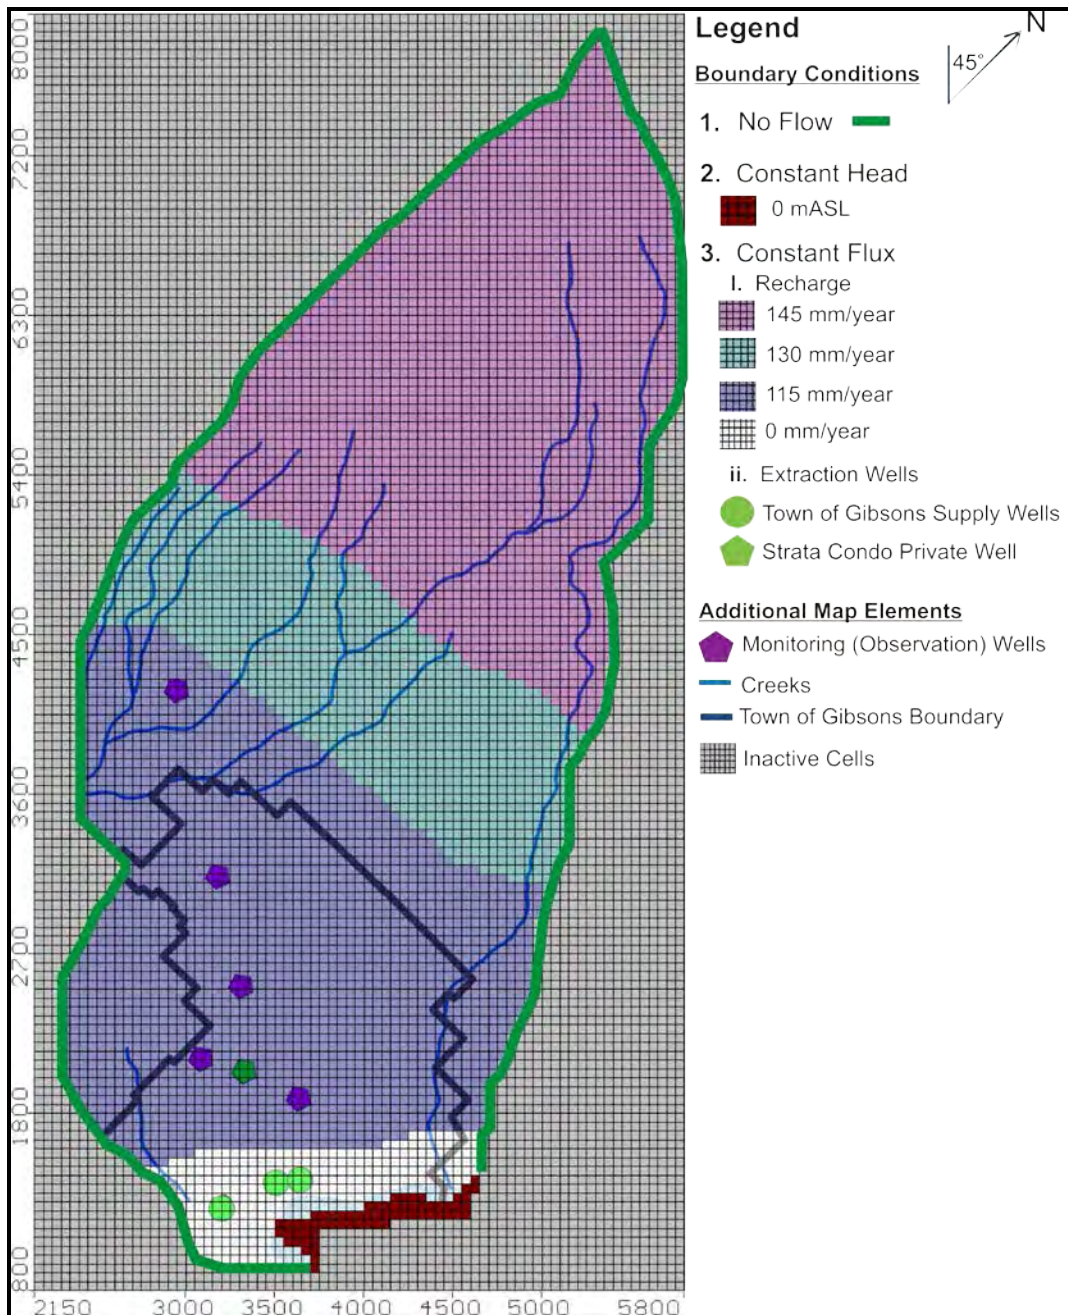 Legend
N
45°
Boundary Conditions
1. No Flow
2. Constant Head
0 mASL
3. Constant Flux
I. Recharge
145 mm/year
130 mm/year
115 mm/year
0 mm/year
ii. Extraction Wells
Town of Gibsons Supply Wells
Strata Condo Private Well
Additional Map Elements
Monitoring (Observation) Wells
Creeks
Town of Gibsons Boundary
Inactive Cells
8000
7200
6300
5400
4500
3600
2700
1800
800
2150 3000 3500 4000 4500 5000 5800